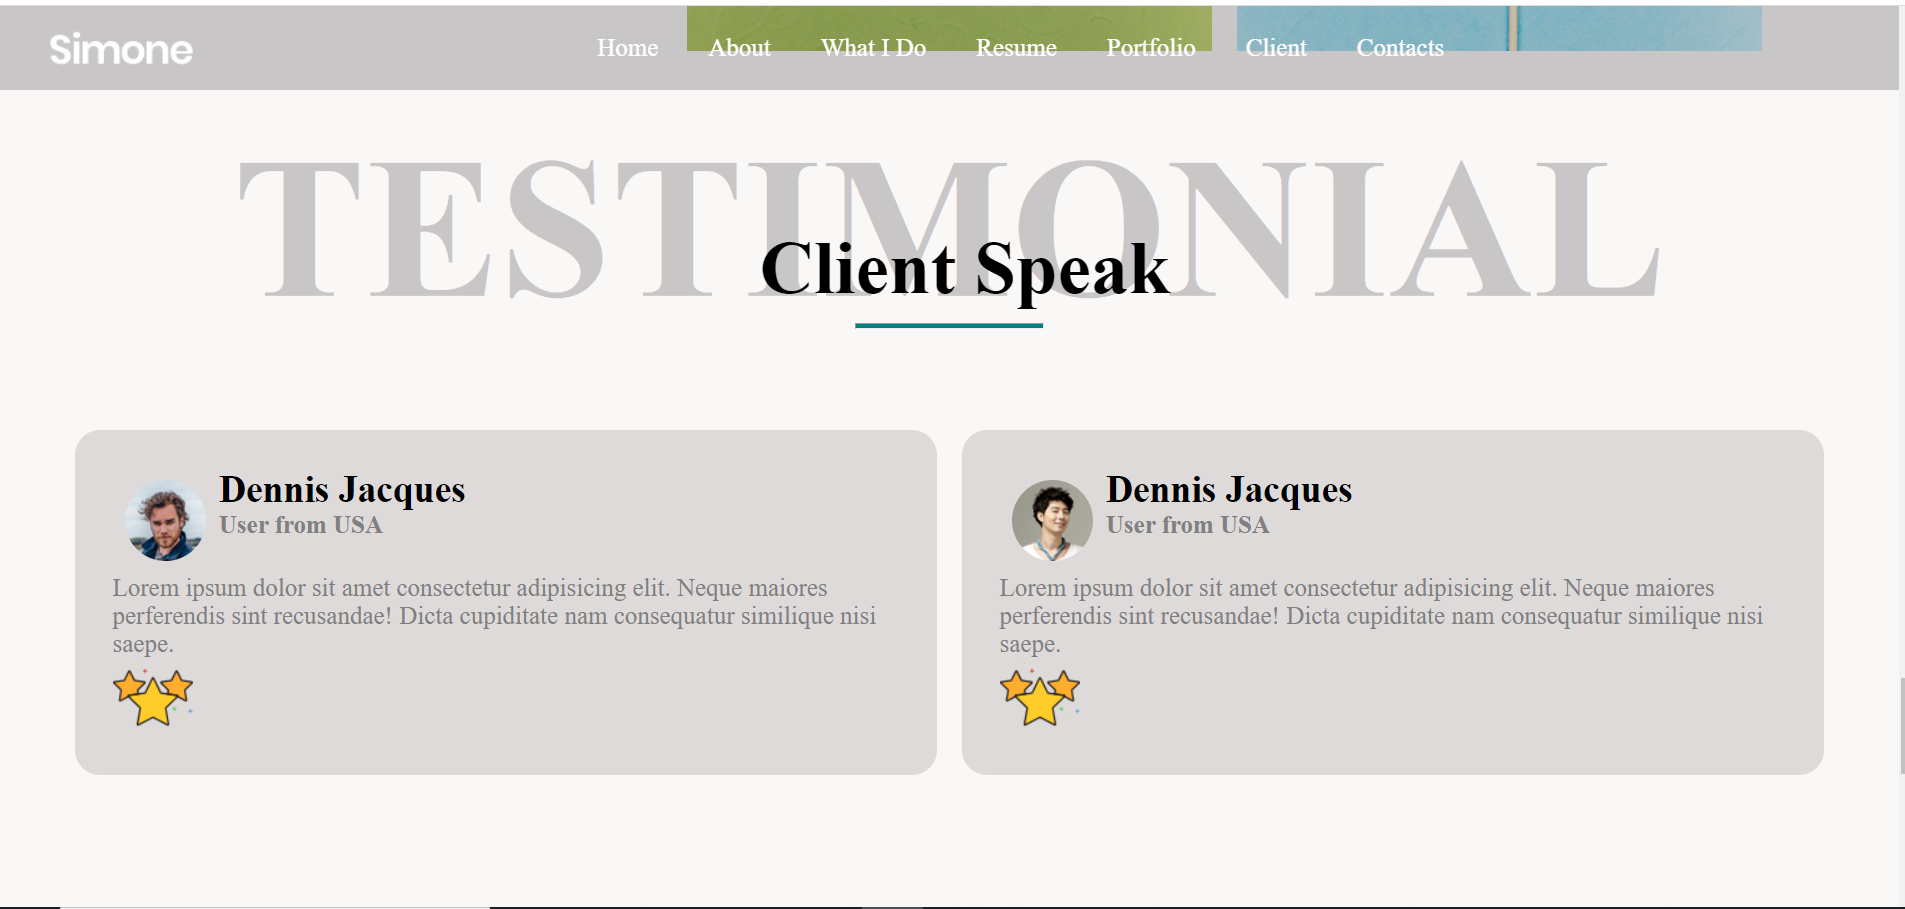 Simone
Home About What I Do Resume Portfolio Client Contacts
TESTIMONIAL
Client Speak
Dennis Jacques
User from USA
Lorem ipsum dolor sit amet consectetur adipisicing elit. Neque maiores
perferendis sint recusandae! Dicta cupiditate nam consequatur similique nisi
saepe.
Dennis Jacques
User from USA
Lorem ipsum dolor sit amet consectetur adipisicing elit. Neque maiores
perferendis sint recusandae! Dicta cupiditate nam consequatur similique nisi
saepe.